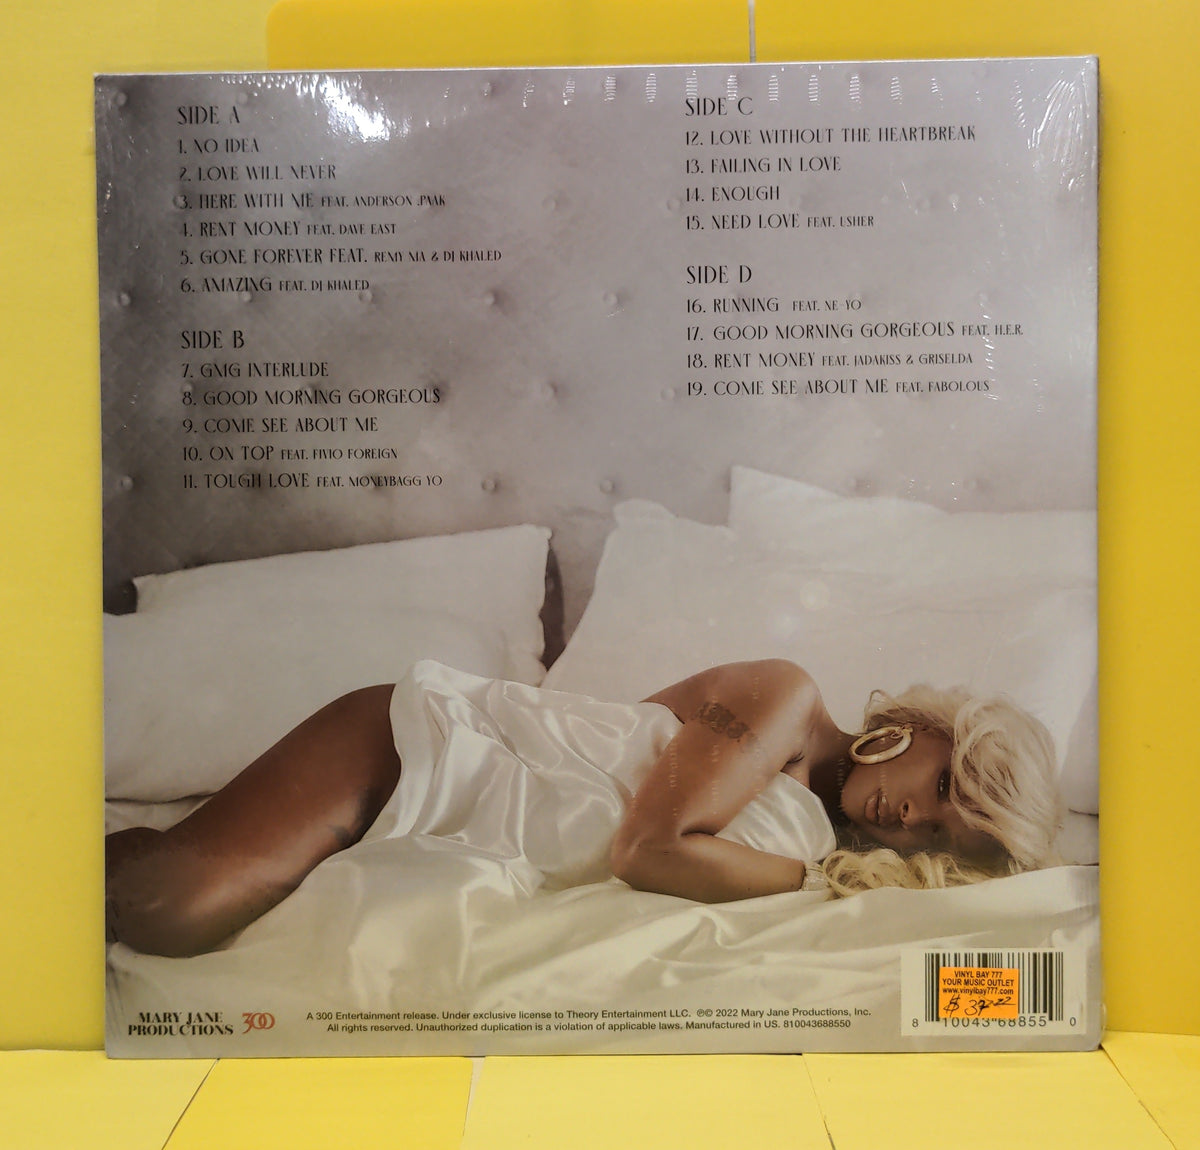 SIDE A
1. NO IDEA
2. LOVE WILL NEVER
3. HERE WITH ME FEAT. ANDERSON .PAAK
4. RENT MONEY FEAT. DAVE EAST
5. GONE FOREVER FEAT. REMY MA & DJ KHALED
6. AMAZING FEAT. DJ KHALED
SIDE B
7. GMG INTERLUDE
8. GOOD MORNING GORGEOUS
9. COME SEE ABOUT ME
10. ON TOP FEAT. FIVIO FOREIGN
11. TOUGH LOVE FEAT. MONEYBAGG YO
SIDE C
12. LOVE WITHOUT THE HEARTBREAK
13. FAILING IN LOVE
14. ENOUGH
15. NEED LOVE FEAT. USHER
SIDE D
16. RUNNING FEAT. NE-YO
17. GOOD MORNING GORGEOUS FEAT. H.E.R.
18. RENT MONEY FEAT. JADAKISS & GRISELDA
19. COME SEE ABOUT ME FEAT. FABOLOUS
MARY JANE
PRODUCTIONS
300
A 300 Entertainment release. Under exclusive license to Theory Entertainment LLC. ℗© 2022 Mary Jane Productions, Inc.
All rights reserved. Unauthorized duplication is a violation of applicable laws. Manufactured in US. 810043688550
VINYL BAY 777
YOUR MUSIC OUTLET
www.vinylbay777.com
$ 37.22
8 10043 68855 0